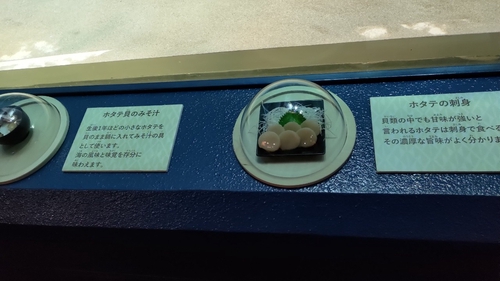 ホタテ貝のみそ汁
生後1年ほどの小さなホタテを
貝のまま鍋に入れてみそ汁の具
として使います。
海の風味と味覚を存分に
味わえます。
ホタテの刺身
貝類の中でも甘味が強いと
言われるホタテは刺身で食べる
その濃厚な旨味がよく分かりま